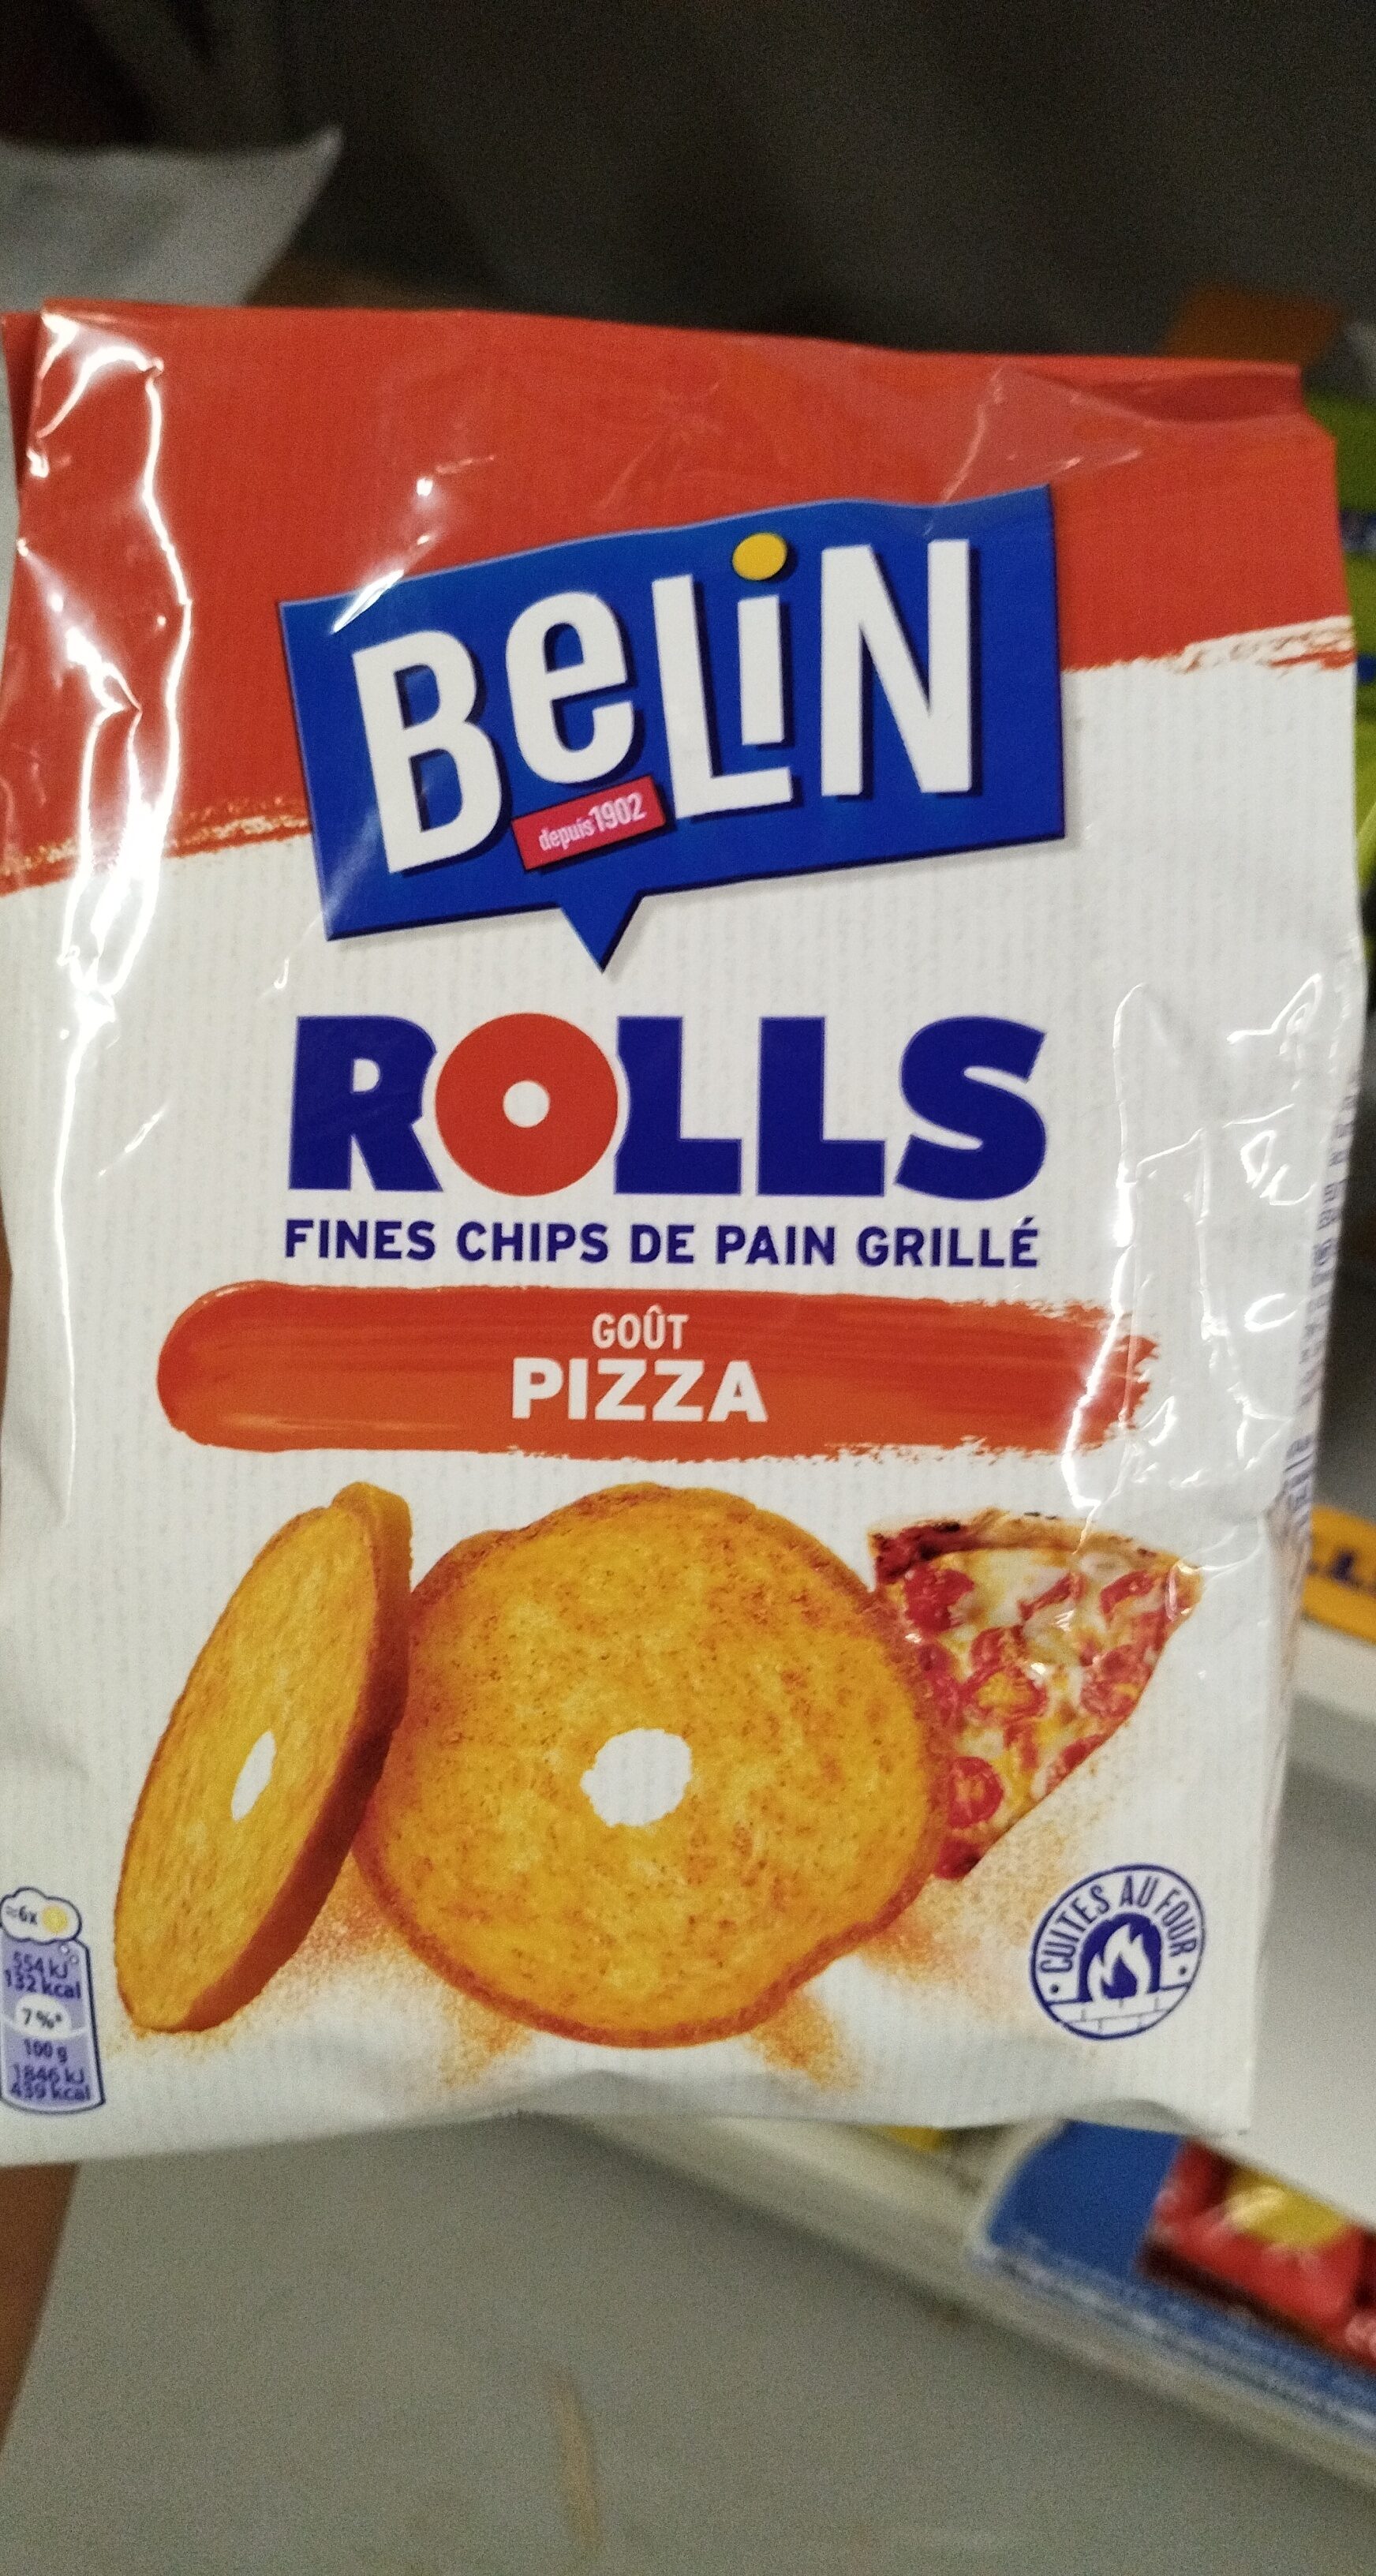 BeLiN
depuis 1902
ROLLS
FINES CHIPS DE PAIN GRILLÉ
GOÛT
PIZZA
CUITES AU FOUR
≈6x
554 kJ
132 kcal
7%*
100 g
1846 kJ
439 kcal